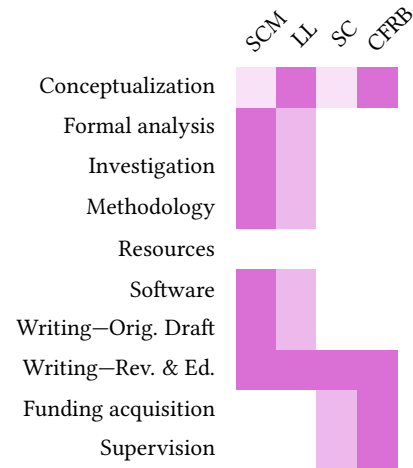 SCM LL SC CFRB
Conceptualization
Formal analysis
Investigation
Methodology
Resources
Software
Writing—Orig. Draft
Writing—Rev. & Ed.
Funding acquisition
Supervision